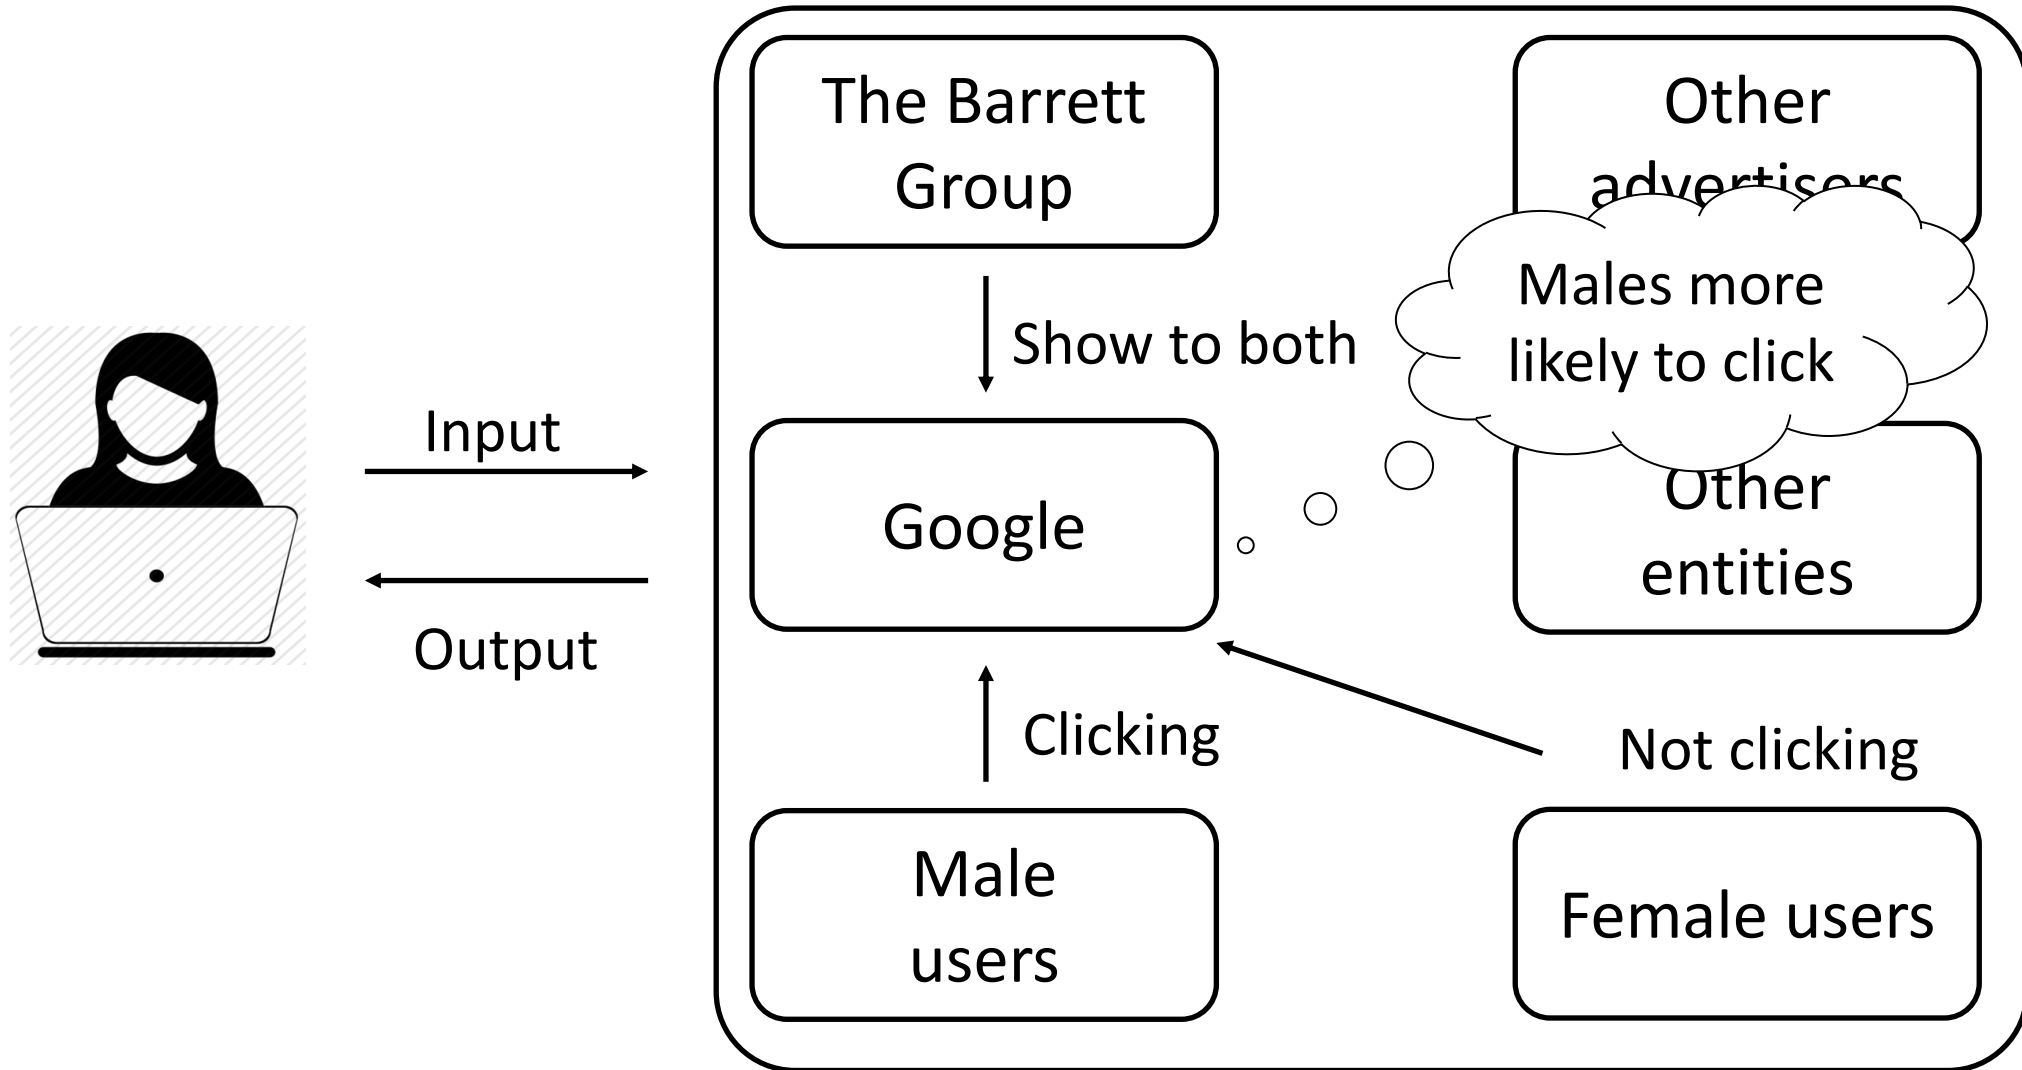 The Barrett
Group
Other
advertisers
Males more
likely to click
Show to both
Input
Google
Other
entities
Output
Clicking
Not clicking
Male
users
Female users